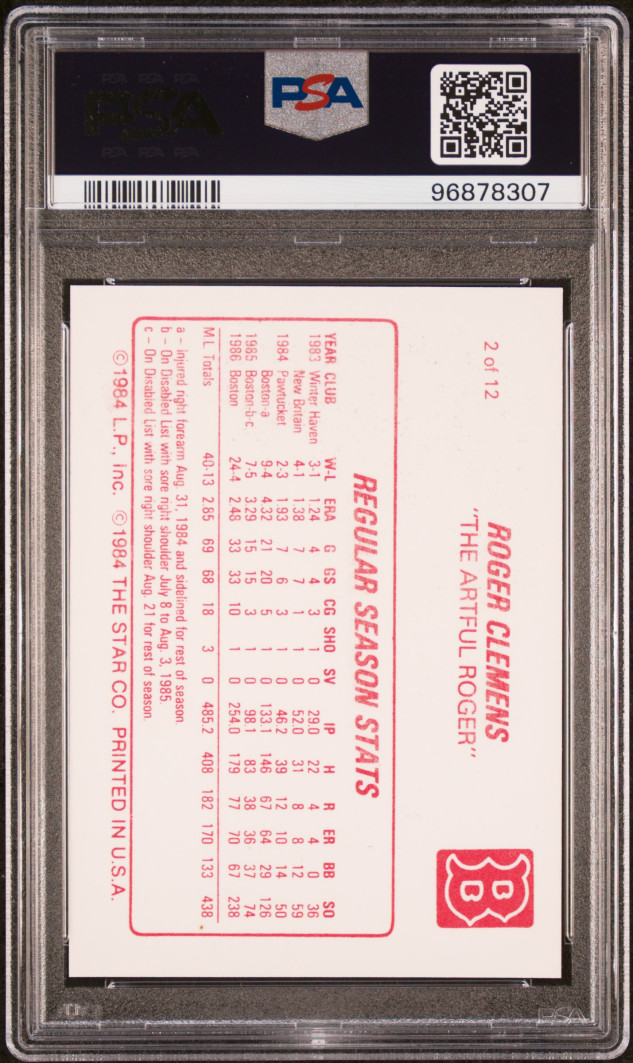 PSA
PSA
96878307
2 of 12
ROGER CLEMENS
"THE ARTFUL ROGER"
B
REGULAR SEASON STATS
YEAR CLUB W-L ERA G GS CG SHO SV IP H R ER BB SO
1983 Winter Haven 3-1 1.24 4 4 3 1 0 29.0 22 4 4 0 36
New Britain 4-1 1.38 7 7 1 1 0 52.0 31 8 8 12 59
1984 Pawtucket 2-3 1.93 7 6 3 1 0 46.2 39 12 10 14 50
Boston-a 9-4 4.32 21 20 5 1 0 133.1 146 67 64 29 126
1985 Boston-b-c 7-5 3.29 15 15 3 1 0 98.1 83 38 36 37 74
1986 Boston 24-4 2.48 33 33 10 1 0 254.0 179 77 70 67 238
ML Totals 40-13 2.85 69 68 18 3 0 485.2 408 182 170 133 438
a – Injured right forearm Aug. 31, 1984 and sidelined for rest of season.
b – On Disabled List with sore right shoulder July 8 to Aug. 3, 1985.
c – On Disabled List with sore right shoulder Aug. 21 for rest of season.
©1984 L.P., Inc. ©1984 THE STAR CO. PRINTED IN U.S.A.
PSA